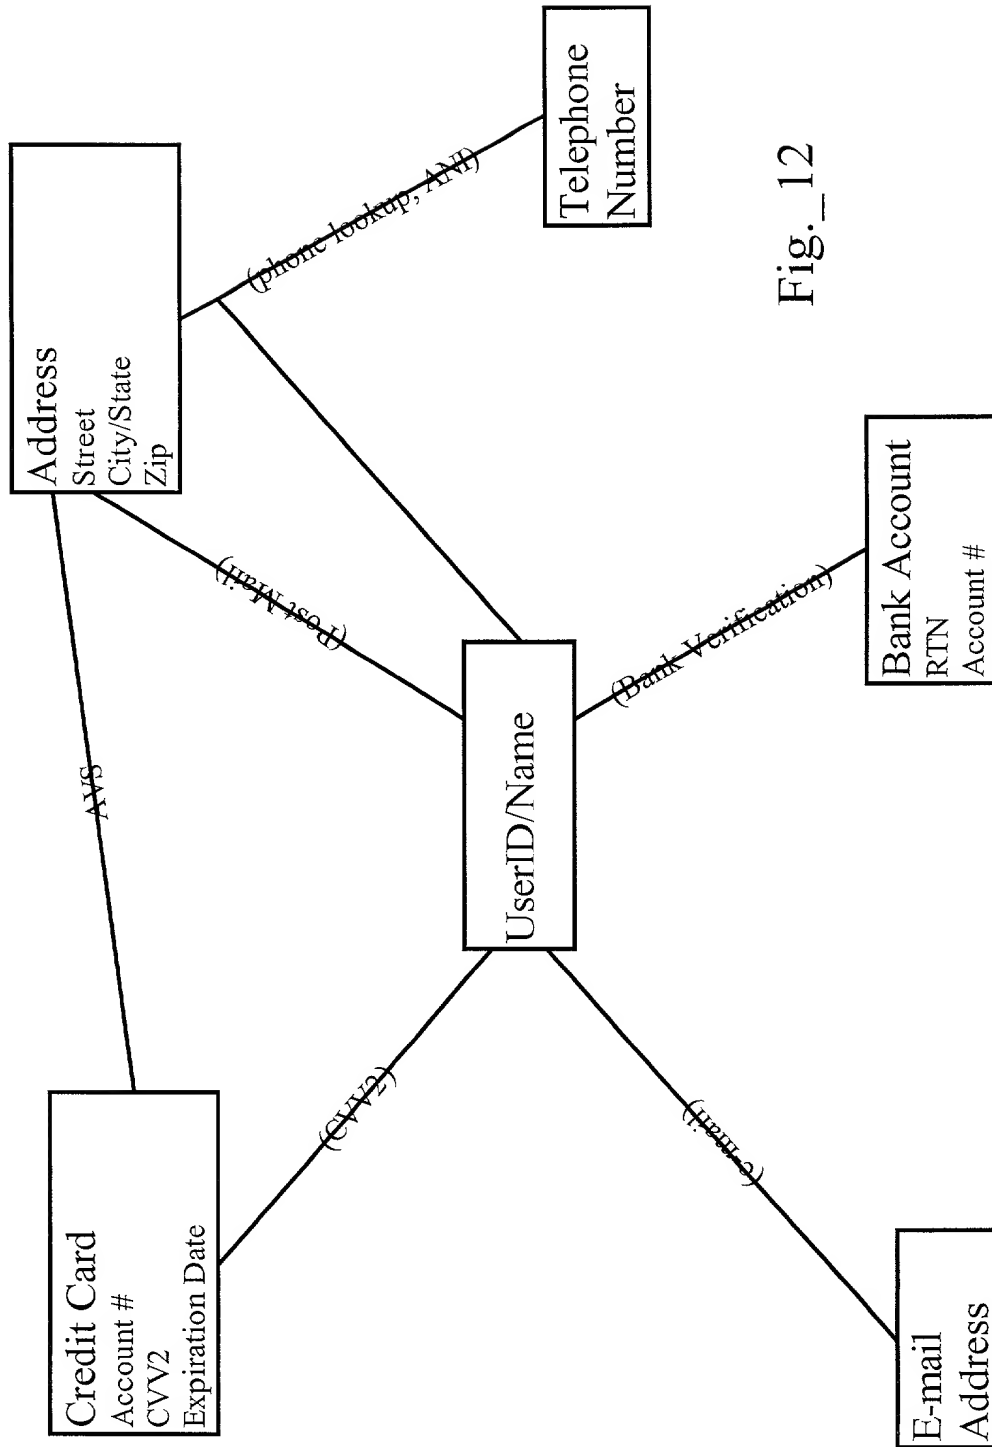 Credit Card
Account #
CVV2
Expiration Date
AVS
Address
Street
City/State
Zip
(CVV2)
(Post Mail)
(phone lookup, ANI)
UserID/Name
Telephone
Number
(e-mail)
(Bank Verification)
E-mail
Address
Bank Account
RTN
Account #
Fig._12